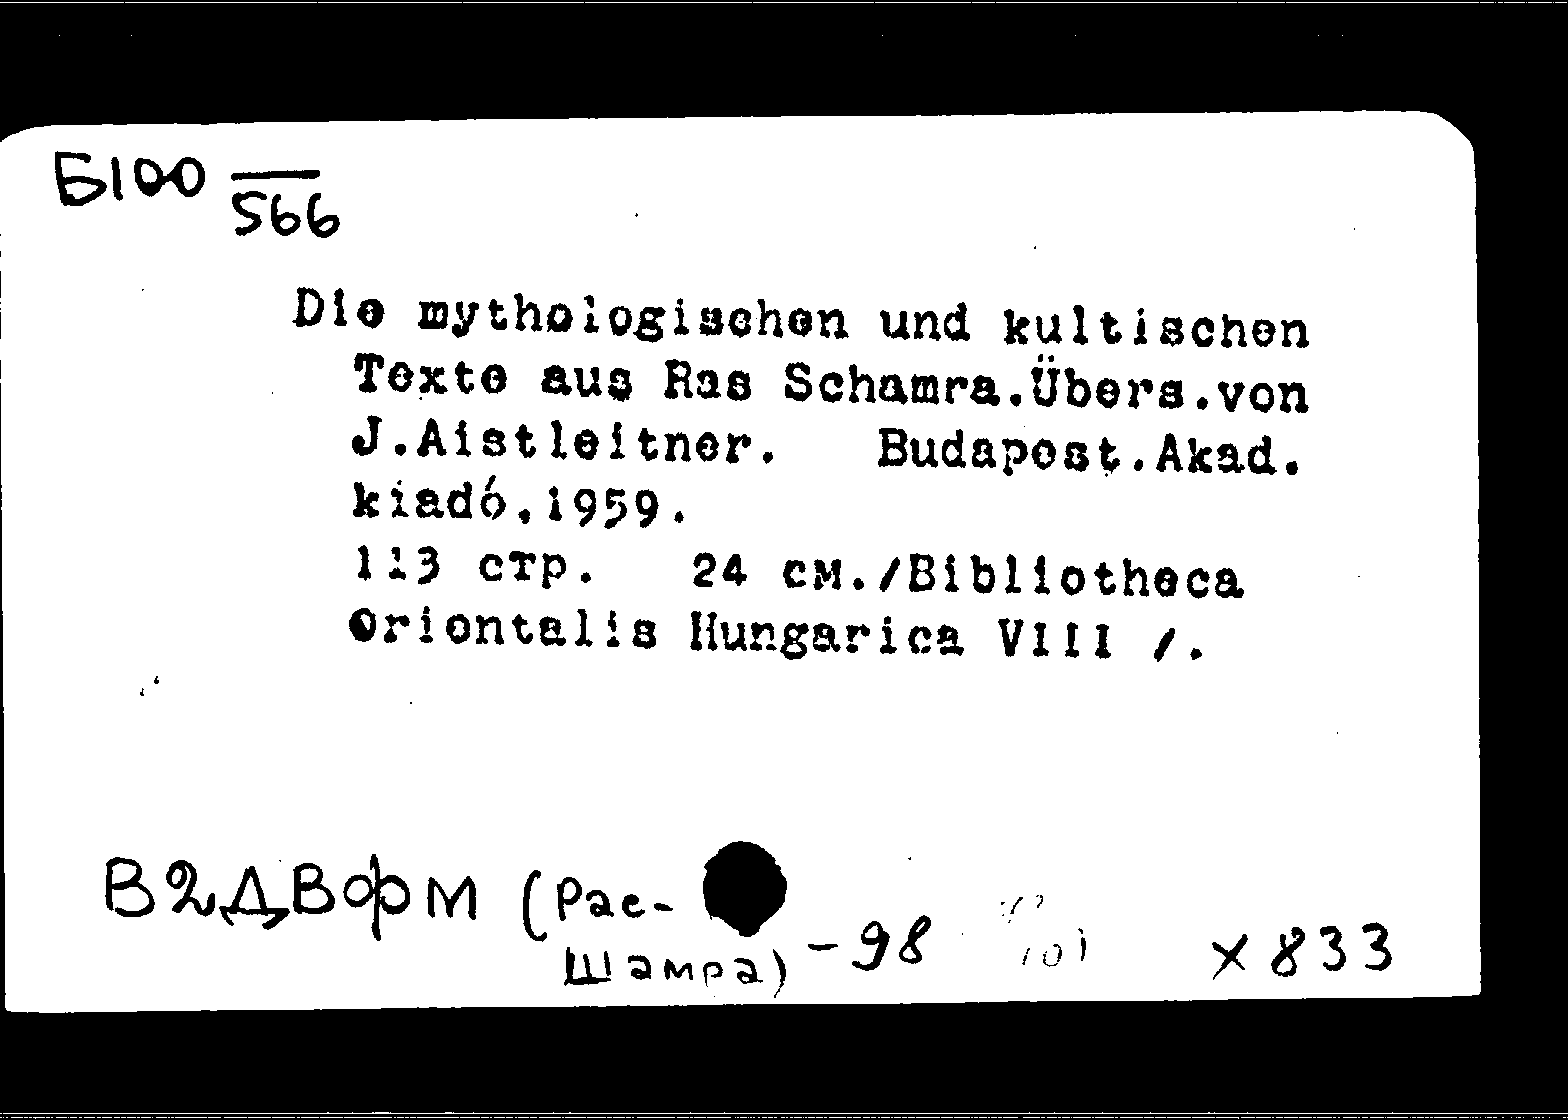 Б100 —
566
Die mythologischen und kultischen
Texte aus Ras Schamra.Übers.von
J.Aistleitner. Budapest.Akad.
kiadó,1959.
113 стр. 24 см./Bibliotheca
Orientalis Hungarica VIII /.
В2ДВФМ (Рас-
Шамра) -98 х 833